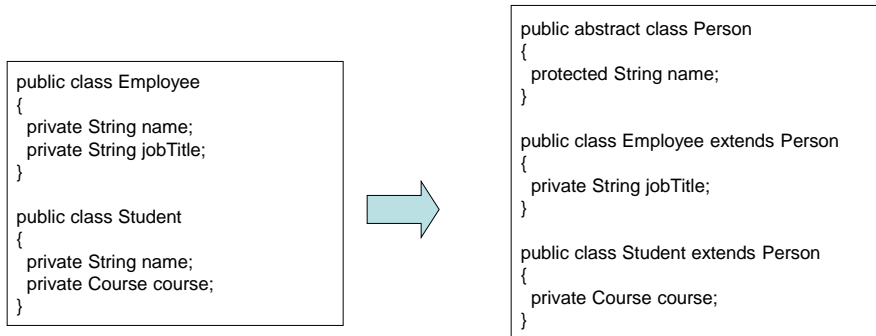 public class Employee
{
private String name;
private String jobTitle;
}
public class Student
{
private String name;
private Course course;
}
public abstract class Person
{
protected String name;
}
public class Employee extends Person
{
private String jobTitle;
}
public class Student extends Person
{
private Course course;
}